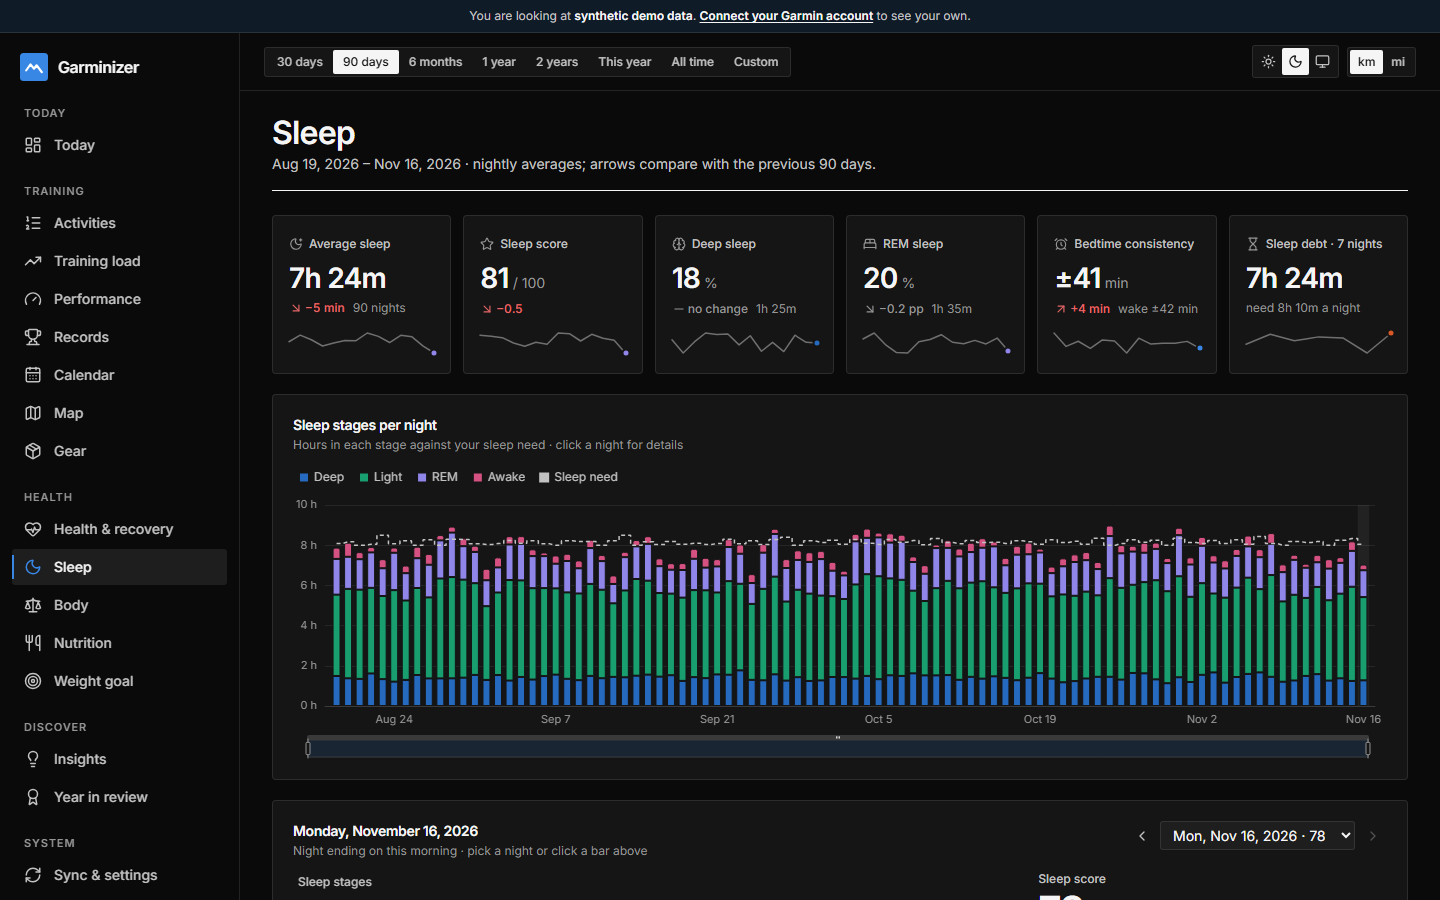 You are looking at synthetic demo data. Connect your Garmin account to see your own.
Garminizer
30 days 90 days 6 months 1 year 2 years This year All time Custom
km mi
TODAY
Today
TRAINING
Activities
Training load
Performance
Records
Calendar
Map
Gear
HEALTH
Health & recovery
Sleep
Body
Nutrition
Weight goal
DISCOVER
Insights
Year in review
SYSTEM
Sync & settings
Sleep
Aug 19, 2026 – Nov 16, 2026 · nightly averages; arrows compare with the previous 90 days.
Average sleep
7h 24m
−5 min 90 nights
Sleep score
81 / 100
−0.5
Deep sleep
18 %
no change 1h 25m
REM sleep
20 %
−0.2 pp 1h 35m
Bedtime consistency
±41 min
+4 min wake ±42 min
Sleep debt · 7 nights
7h 24m
need 8h 10m a night
Sleep stages per night
Hours in each stage against your sleep need · click a night for details
Deep Light REM Awake Sleep need
10 h
8 h
6 h
4 h
2 h
0 h
Aug 24 Sep 7 Sep 21 Oct 5 Oct 19 Nov 2 Nov 16
Monday, November 16, 2026
Night ending on this morning · pick a night or click a bar above
Mon, Nov 16, 2026 · 78
Sleep stages
Sleep score